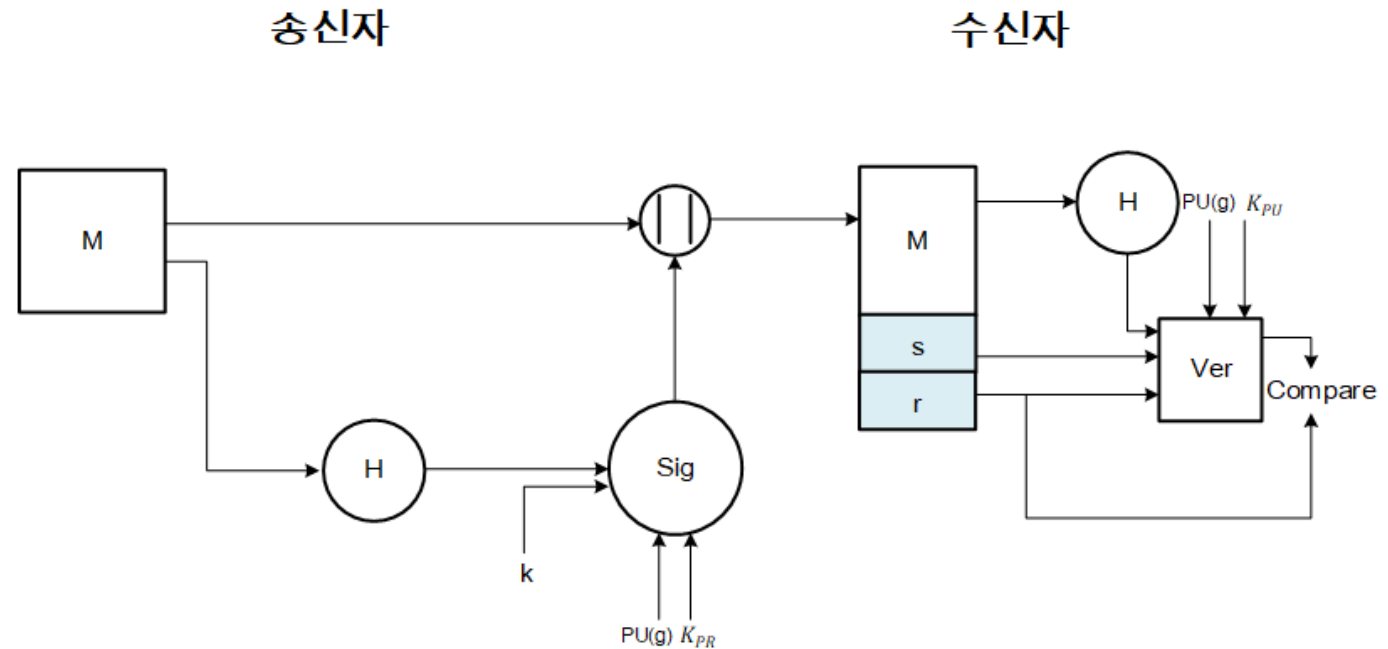 송신자
수신자
M
||
H
k
Sig
PU(g) K_PR
M
s
r
H
PU(g) K_PU
Ver
Compare